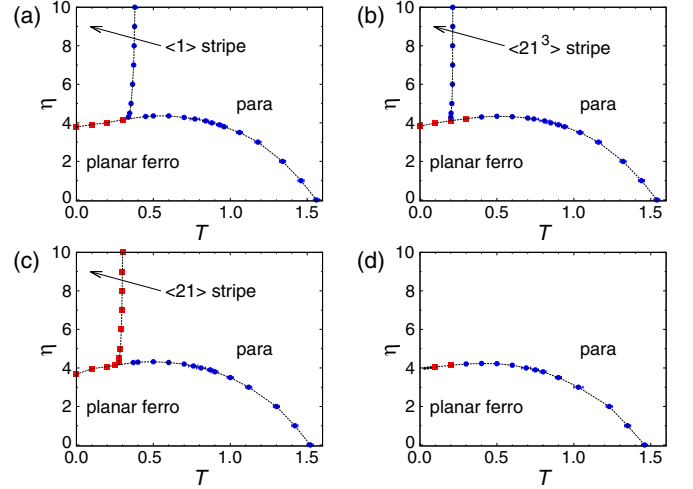 (a)
10
8
6
4
2
0
η
<1> stripe
para
planar ferro
0.0 0.5 1.0 1.5
T
(b)
10
8
6
4
2
0
η
<21³> stripe
para
planar ferro
0.0 0.5 1.0 1.5
T
(c)
10
8
6
4
2
0
η
<21> stripe
para
planar ferro
0.0 0.5 1.0 1.5
T
(d)
10
8
6
4
2
0
η
para
planar ferro
0.0 0.5 1.0 1.5
T